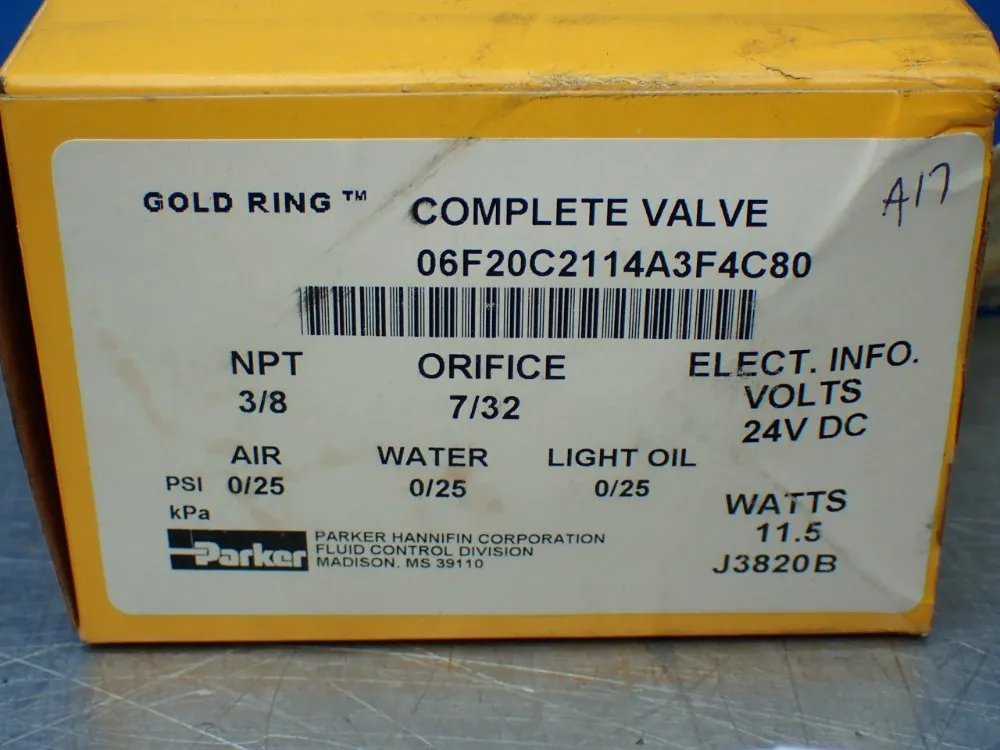 GOLD RING ™ COMPLETE VALVE
A17
06F20C2114A3F4C80
NPT ORIFICE ELECT. INFO.
3/8 7/32 VOLTS
24V DC
AIR WATER LIGHT OIL
PSI 0/25 0/25 0/25
kPa
WATTS
11.5
J3820B
Parker
PARKER HANNIFIN CORPORATION
FLUID CONTROL DIVISION
MADISON. MS 39110